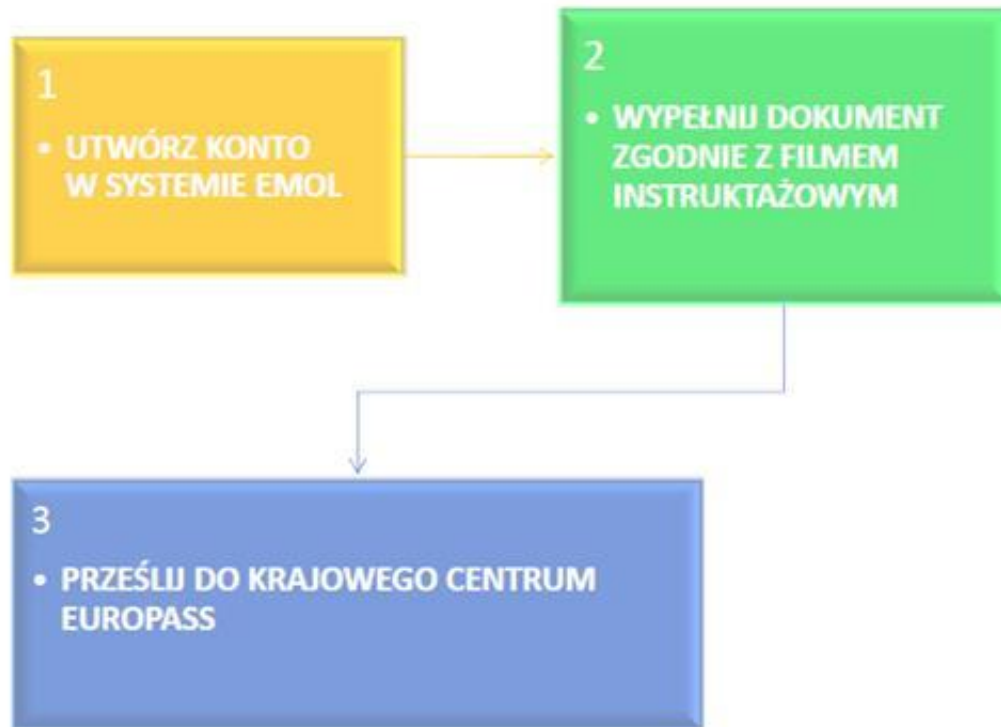 1
• UTWÓRZ KONTO
W SYSTEMIE EMOL
2
• WYPEŁNIJ DOKUMENT
ZGODNIE Z FILMEM
INSTRUKTAŻOWYM
3
• PRZEŚLIJ DO KRAJOWEGO CENTRUM
EUROPASS